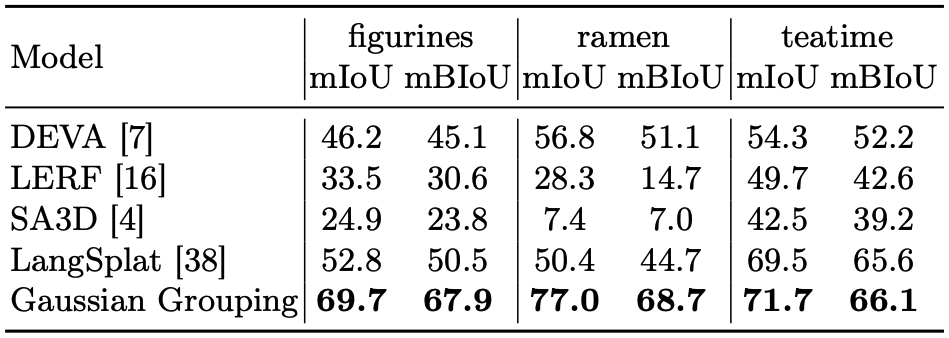 Model figurines ramen teatime
mIoU mBIoU mIoU mBIoU mIoU mBIoU
DEVA [7] 46.2 45.1 56.8 51.1 54.3 52.2
LERF [16] 33.5 30.6 28.3 14.7 49.7 42.6
SA3D [4] 24.9 23.8 7.4 7.0 42.5 39.2
LangSplat [38] 52.8 50.5 50.4 44.7 69.5 65.6
Gaussian Grouping 69.7 67.9 77.0 68.7 71.7 66.1